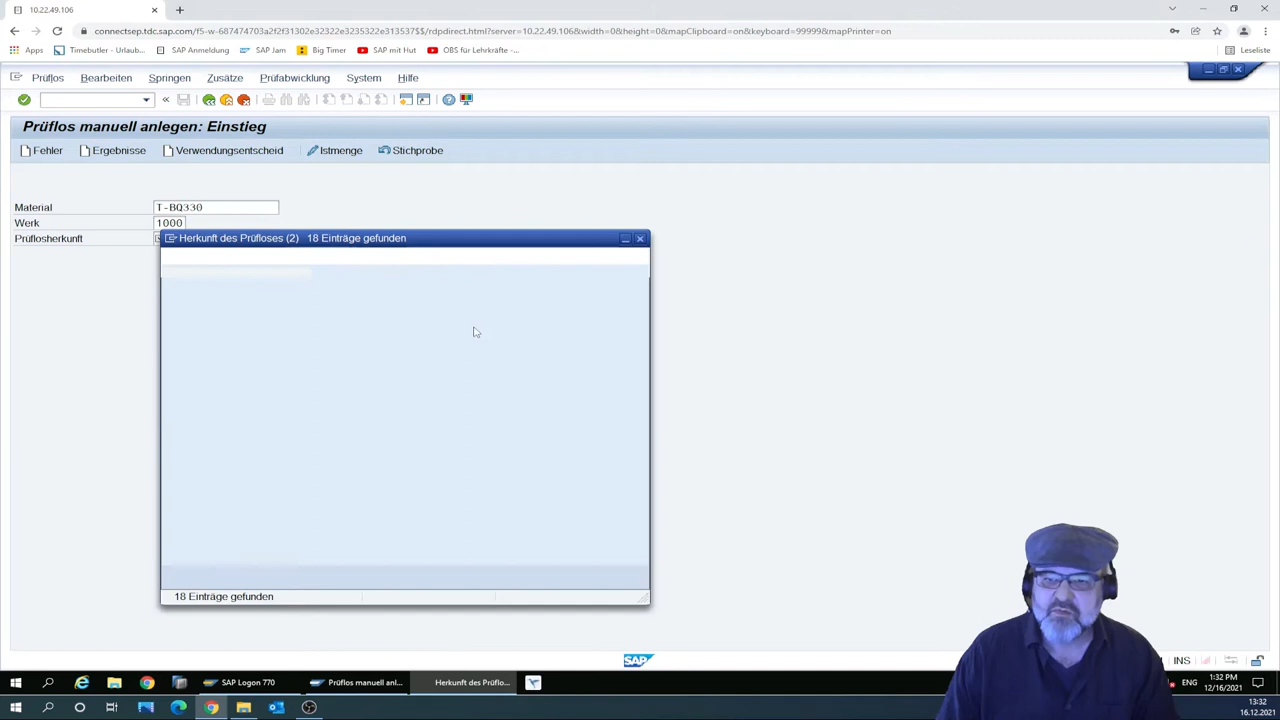 10.22.49.106
connectsep.tdc.sap.com/f5-w-687474703a2f2f31302e32322e3235322e313537$$/rdpdirect.html?server=10.22.49.106&width=0&height=0&mapClipboard=on&keyboard=99999&mapPrinter=on
Apps Timebutler - Urlaub... SAP Anmeldung SAP Jam Big Timer SAP mit Hut OBS für Lehrkräfte -... Leseliste
Prüflos Bearbeiten Springen Zusätze Prüfabwicklung System Hilfe
Prüflos manuell anlegen: Einstieg
Fehler Ergebnisse Verwendungsentscheid Istmenge Stichprobe
Material T-BQ330
Werk 1000
Prüflosherkunft
Herkunft des Prüfloses (2) 18 Einträge gefunden
18 Einträge gefunden
SAP INS
SAP Logon 770 Prüflos manuell anl... Herkunft des Prüflo... ENG 1:32 PM
12/16/2021
13:32
16.12.2021